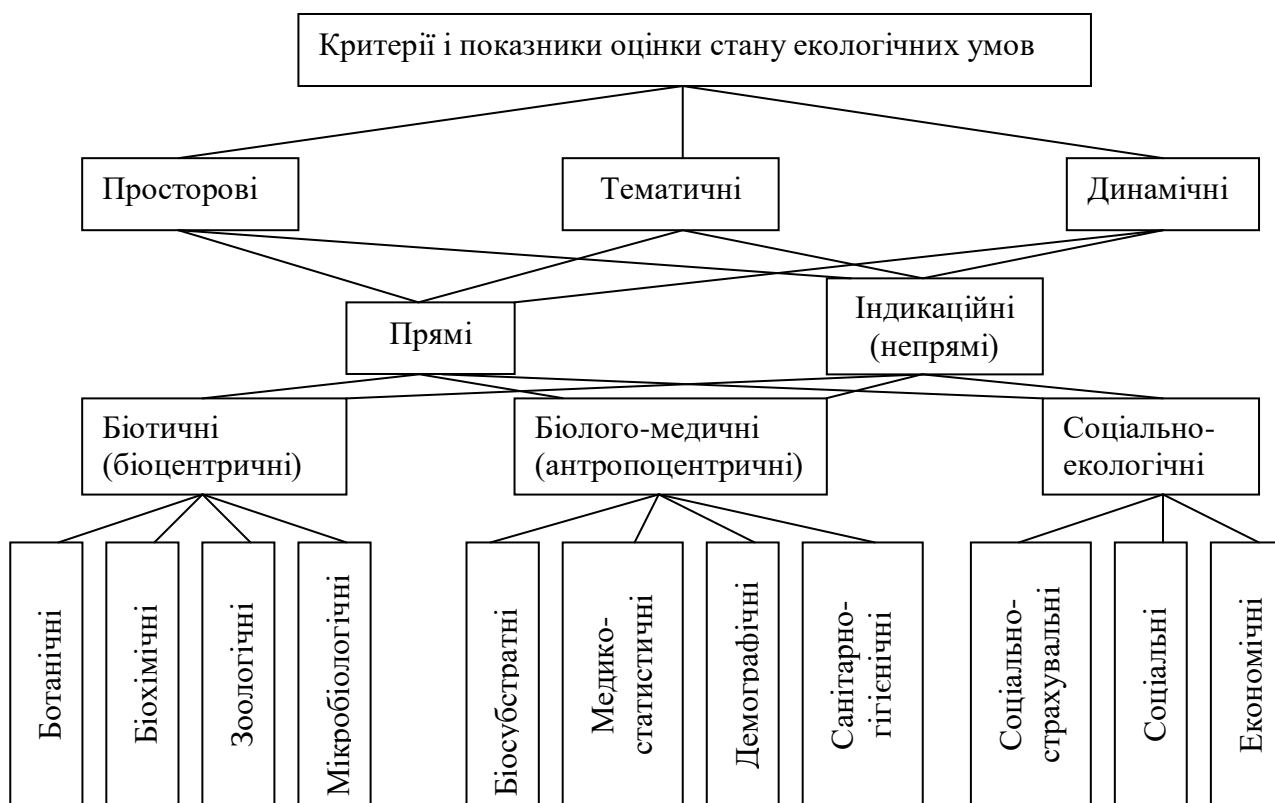 Критерії і показники оцінки стану екологічних умов
Просторові
Тематичні
Динамічні
Прямі
Індикаційні
(непрямі)
Біотичні
(біоцентричні)
Біолого-медичні
(антропоцентричні)
Соціально-
екологічні
Ботанічні
Біохімічні
Зоологічні
Мікробіологічні
Біосубстратні
Медико-
статистичні
Демографічні
Санітарно-
гігієнічні
Соціально-
страхувальні
Соціальні
Економічні